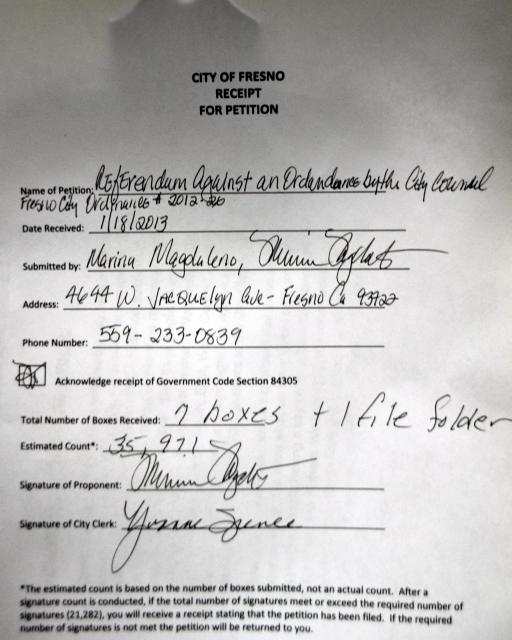 CITY OF FRESNO
RECEIPT
FOR PETITION
Name of Petition: Referendum Against an Ordandance by the City Counsel
Fresno City Ordinance # 2012-
Date Received: 1/18/2013
Submitted by: Marina Magdaleno,
Address: 4644 W. Jacquelyn Ave - Fresno Ca 93722
Phone Number: 559-233-0839
Acknowledge receipt of Government Code Section 84305
Total Number of Boxes Received: 7 boxes + 1 file folder
Estimated Count*: 35,971
Signature of Proponent:
Signature of City Clerk: Yvonne Spence
*The estimated count is based on the number of boxes submitted, not an actual count. After a
signature count is conducted, if the total number of signatures meet or exceed the required number of
signatures (21,282), you will receive a receipt stating that the petition has been filed. If the required
number of signatures is not met the petition will be returned to you.